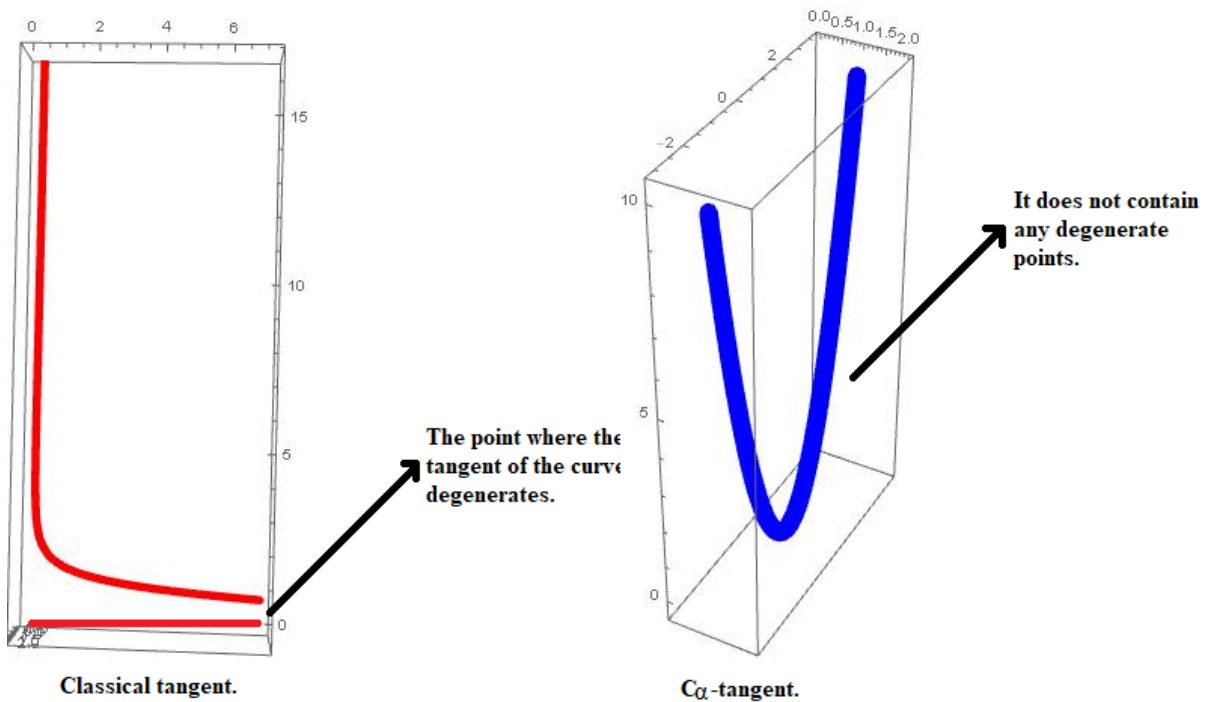 0 2 4 6
15
10
5
0
The point where the
tangent of the curve
degenerates.
Classical tangent.
0.0 0.5 1.0 1.5 2.0
2
0
-2
10
5
0
It does not contain
any degenerate
points.
Cα-tangent.